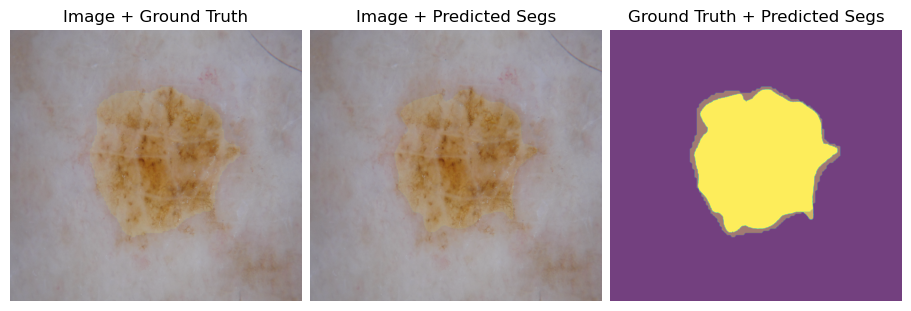 Image + Ground Truth
Image + Predicted Segs
Ground Truth + Predicted Segs